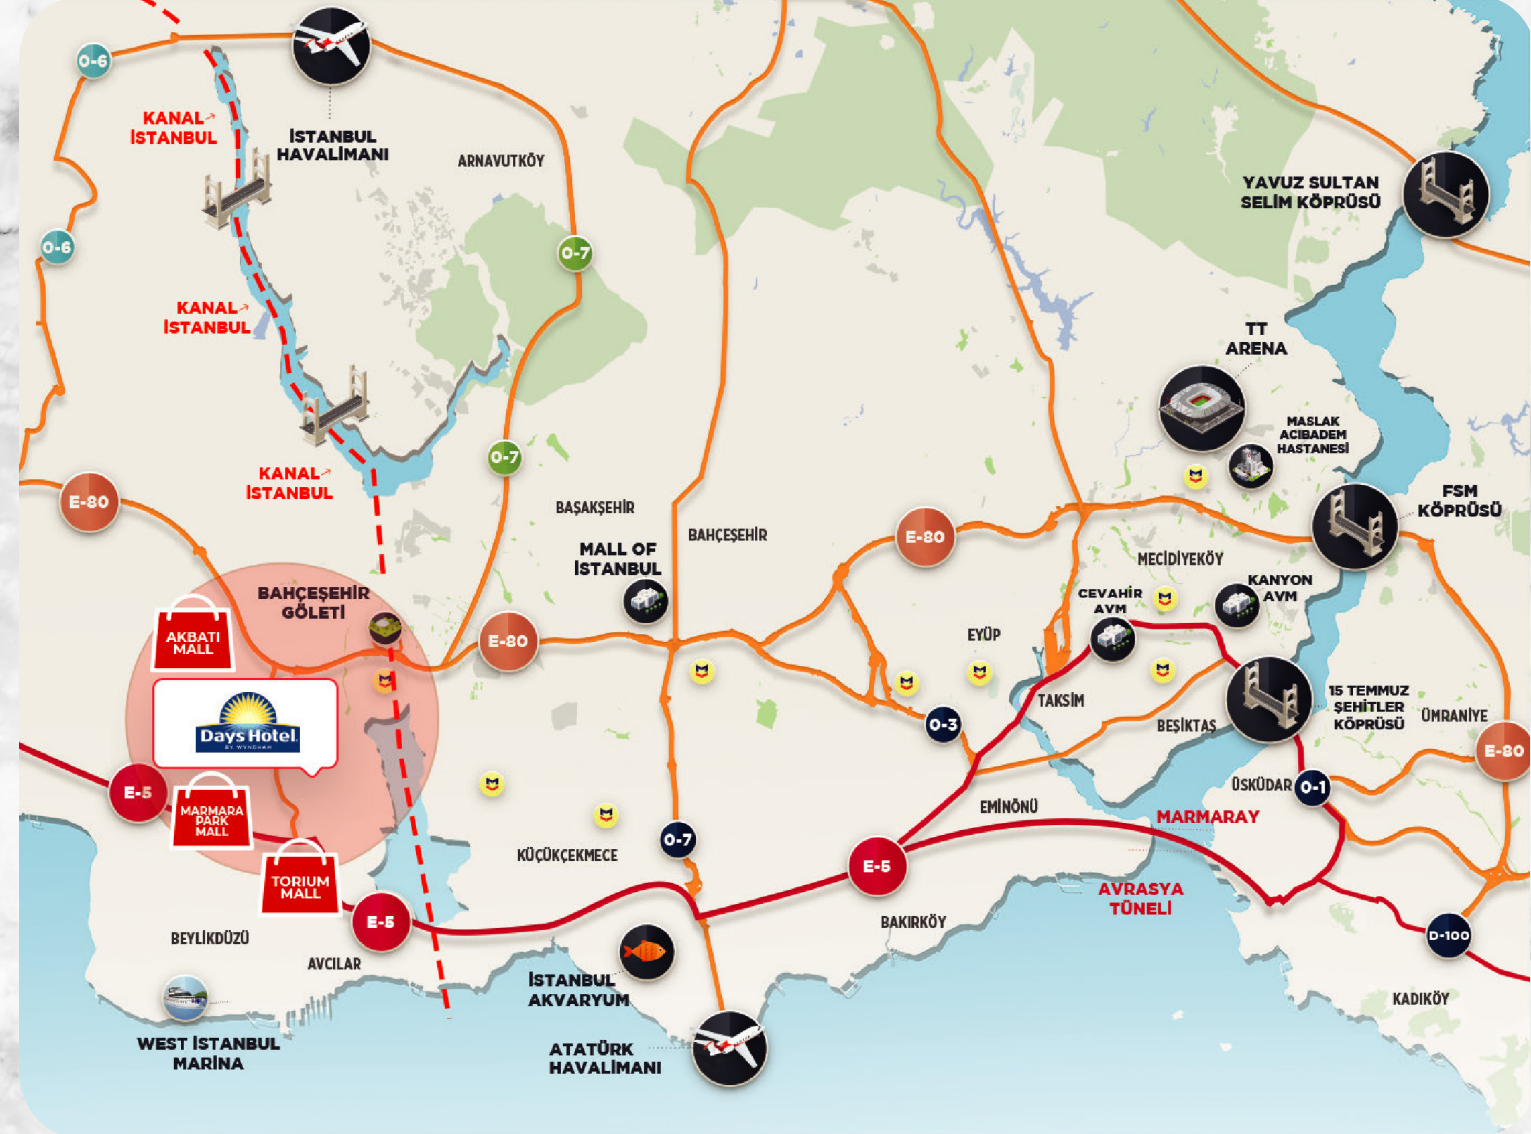 O-6
KANAL
İSTANBUL
İSTANBUL
HAVALİMANI
ARNAVUTKÖY
YAVUZ SULTAN
SELİM KÖPRÜSÜ
O-6
O-7
KANAL
İSTANBUL
TT
ARENA
MASLAK
ACIBADEM
HASTANESİ
O-7
KANAL
İSTANBUL
E-80
BAŞAKŞEHİR
BAHÇEŞEHİR
FSM
KÖPRÜSÜ
E-80
MALL OF
İSTANBUL
MECİDİYEKÖY
KANYON
AVM
CEVAHİR
AVM
BAHÇEŞEHİR
GÖLETİ
AKBATI
MALL
E-80
EYÜP
TAKSİM
15 TEMMUZ
ŞEHİTLER
KÖPRÜSÜ
ÜMRANİYE
BEŞİKTAŞ
O-3
Days Hotel
BY WYNDHAM
E-80
E-5
ÜSKÜDAR
O-1
MARMARA
PARK
MALL
EMİNÖNÜ
MARMARAY
O-7
KÜÇÜKÇEKMECE
E-5
TORIUM
MALL
AVRASYA
TÜNELİ
E-5
BAKIRKÖY
D-100
BEYLİKDÜZÜ
AVCILAR
İSTANBUL
AKVARYUM
KADIKÖY
WEST İSTANBUL
MARİNA
ATATÜRK
HAVALİMANI